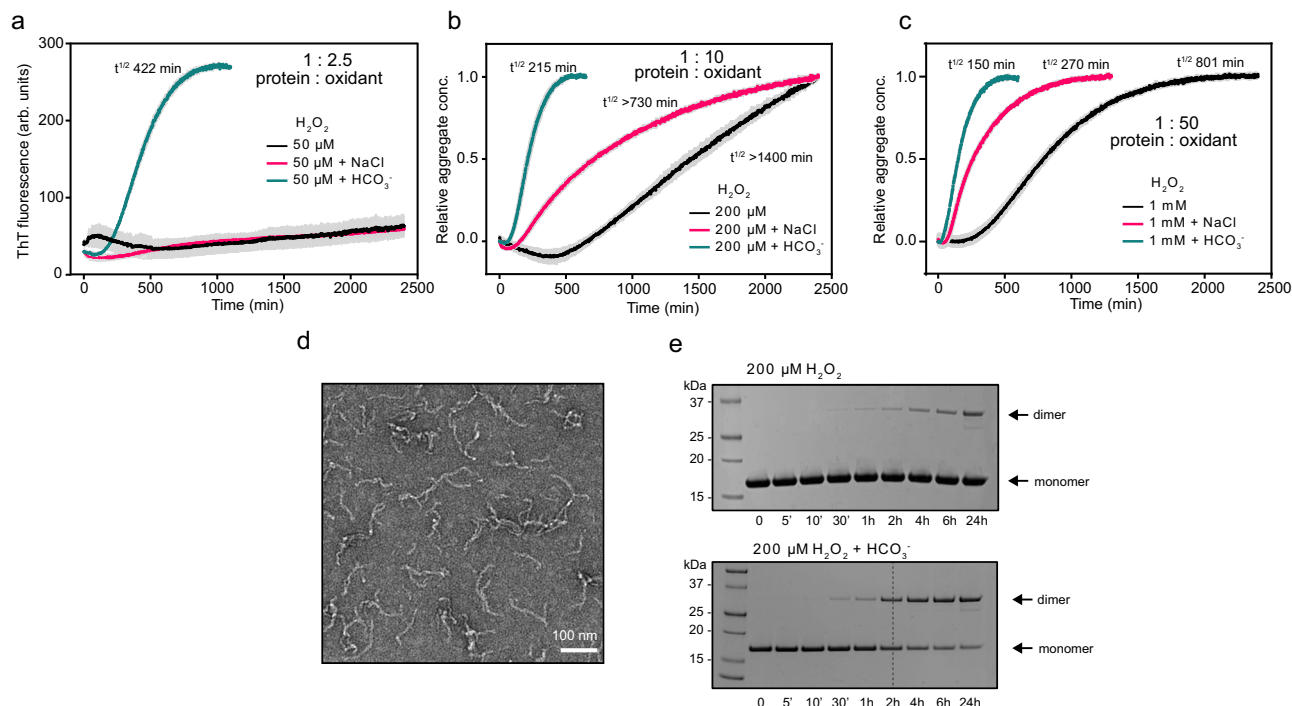 a
300
200
100
0
ThT fluorescence (arb. units)
t¹/² 422 min
1 : 2.5
protein : oxidant
H₂O₂
50 µM
50 µM + NaCl
50 µM + HCO₃⁻
0 500 1000 1500 2000 2500
Time (min)
b
1.0
0.5
0.0
Relative aggregate conc.
t¹/² 215 min
1 : 10
protein : oxidant
t¹/² >730 min
t¹/² >1400 min
H₂O₂
200 µM
200 µM + NaCl
200 µM + HCO₃⁻
0 500 1000 1500 2000 2500
Time (min)
c
1.0
0.5
0.0
Relative aggregate conc.
t¹/² 150 min
t¹/² 270 min
t¹/² 801 min
1 : 50
protein : oxidant
H₂O₂
1 mM
1 mM + NaCl
1 mM + HCO₃⁻
0 500 1000 1500 2000 2500
Time (min)
d
100 nm
e
200 µM H₂O₂
kDa
37
25
20
15
dimer
monomer
0 5' 10' 30' 1h 2h 4h 6h 24h
200 µM H₂O₂ + HCO₃⁻
kDa
37
25
20
15
dimer
monomer
0 5' 10' 30' 1h 2h 4h 6h 24h